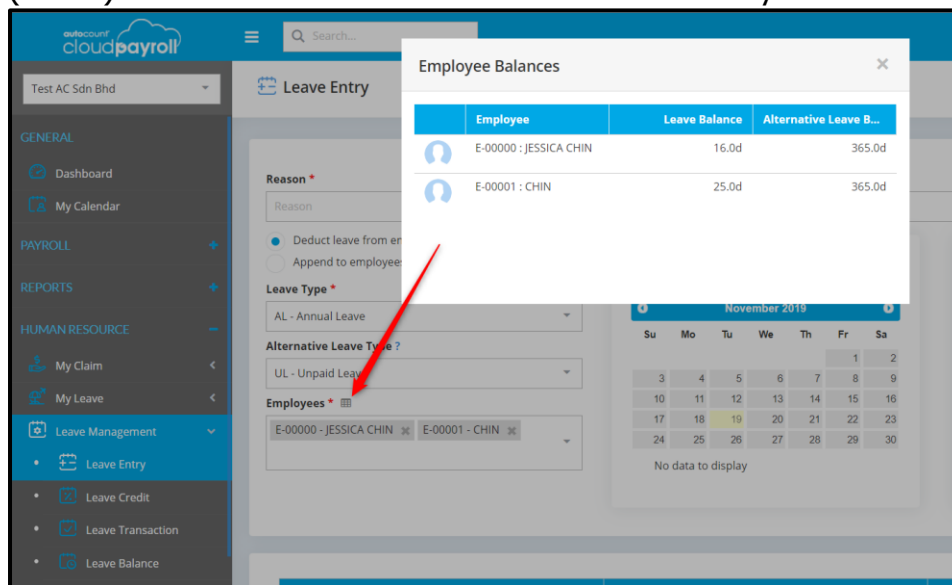 autocount
cloudpayroll
Search...
Test AC Sdn Bhd
GENERAL
Dashboard
My Calendar
PAYROLL
REPORTS
HUMAN RESOURCE
My Claim
My Leave
Leave Management
Leave Entry
Leave Credit
Leave Transaction
Leave Balance
Leave Entry
Reason *
Reason
Deduct leave from em
Append to employees
Leave Type *
AL - Annual Leave
Alternative Leave Type ?
UL - Unpaid Leave
Employees *
E-00000 - JESSICA CHIN E-00001 - CHIN
Employee Balances
Employee Leave Balance Alternative Leave B...
E-00000 : JESSICA CHIN 16.0d 365.0d
E-00001 : CHIN 25.0d 365.0d
November 2019
Su Mo Tu We Th Fr Sa
1 2
3 4 5 6 7 8 9
10 11 12 13 14 15 16
17 18 19 20 21 22 23
24 25 26 27 28 29 30
No data to display